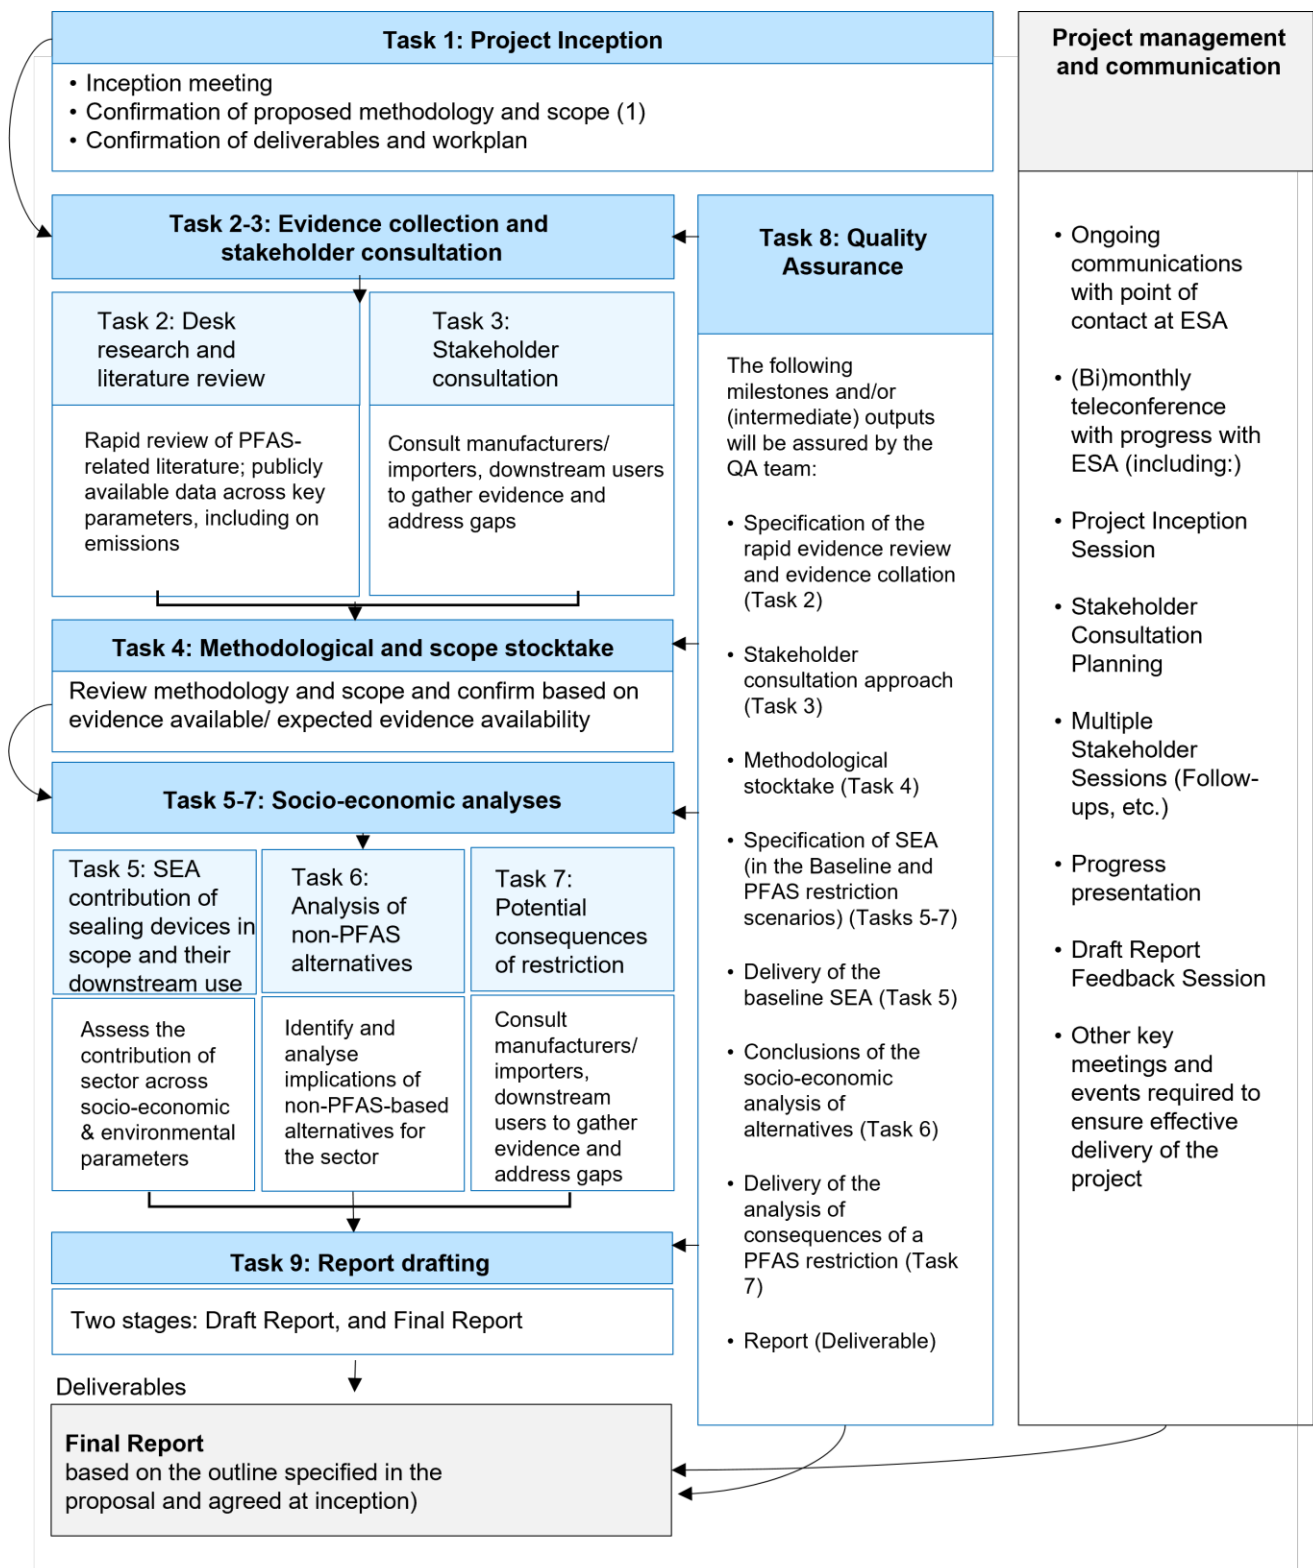 Task 1: Project Inception
• Inception meeting
• Confirmation of proposed methodology and scope (1)
• Confirmation of deliverables and workplan
Task 2-3: Evidence collection and
stakeholder consultation
Task 2: Desk
research and
literature review
Rapid review of PFAS-
related literature; publicly
available data across key
parameters, including on
emissions
Task 3:
Stakeholder
consultation
Consult manufacturers/
importers, downstream users
to gather evidence and
address gaps
Task 4: Methodological and scope stocktake
Review methodology and scope and confirm based on
evidence available/ expected evidence availability
Task 5-7: Socio-economic analyses
Task 5: SEA
contribution of
sealing devices in
scope and their
downstream use
Assess the
contribution of
sector across
socio-economic
& environmental
parameters
Task 6:
Analysis of
non-PFAS
alternatives
Identify and
analyse
implications of
non-PFAS-based
alternatives for
the sector
Task 7:
Potential
consequences
of restriction
Consult
manufacturers/
importers,
downstream
users to gather
evidence and
address gaps
Task 9: Report drafting
Two stages: Draft Report, and Final Report
Deliverables
Final Report
based on the outline specified in the
proposal and agreed at inception)
Task 8: Quality
Assurance
The following
milestones and/or
(intermediate) outputs
will be assured by the
QA team:
• Specification of the
rapid evidence review
and evidence collation
(Task 2)
• Stakeholder
consultation approach
(Task 3)
• Methodological
stocktake (Task 4)
• Specification of SEA
(in the Baseline and
PFAS restriction
scenarios) (Tasks 5-7)
• Delivery of the
baseline SEA (Task 5)
• Conclusions of the
socio-economic
analysis of
alternatives (Task 6)
• Delivery of the
analysis of
consequences of a
PFAS restriction (Task
7)
• Report (Deliverable)
Project management
and communication
• Ongoing
communications
with point of
contact at ESA
• (Bi)monthly
teleconference
with progress with
ESA (including:)
• Project Inception
Session
• Stakeholder
Consultation
Planning
• Multiple
Stakeholder
Sessions (Follow-
ups, etc.)
• Progress
presentation
• Draft Report
Feedback Session
• Other key
meetings and
events required to
ensure effective
delivery of the
project